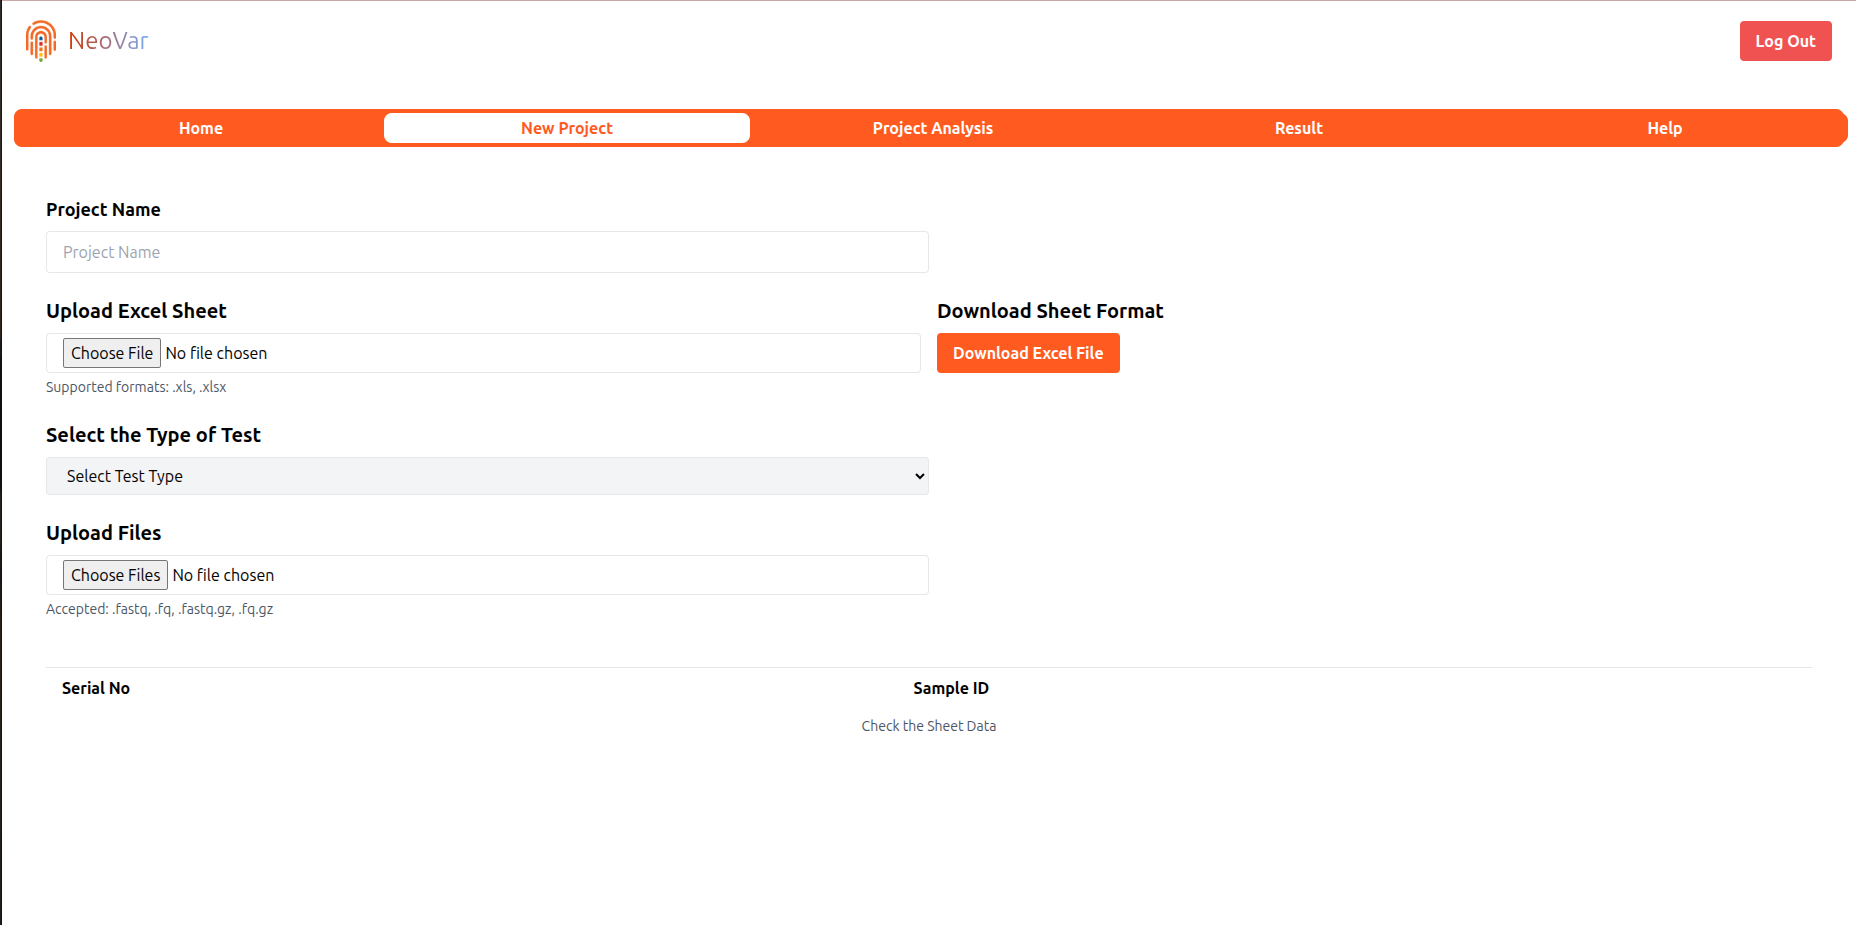 NeoVar
Log Out
Home
New Project
Project Analysis
Result
Help
Project Name
Project Name
Upload Excel Sheet
Download Sheet Format
Choose File No file chosen
Download Excel File
Supported formats: .xls, .xlsx
Select the Type of Test
Select Test Type
Upload Files
Choose Files No file chosen
Accepted: .fastq, .fq, .fastq.gz, .fq.gz
Serial No
Sample ID
Check the Sheet Data